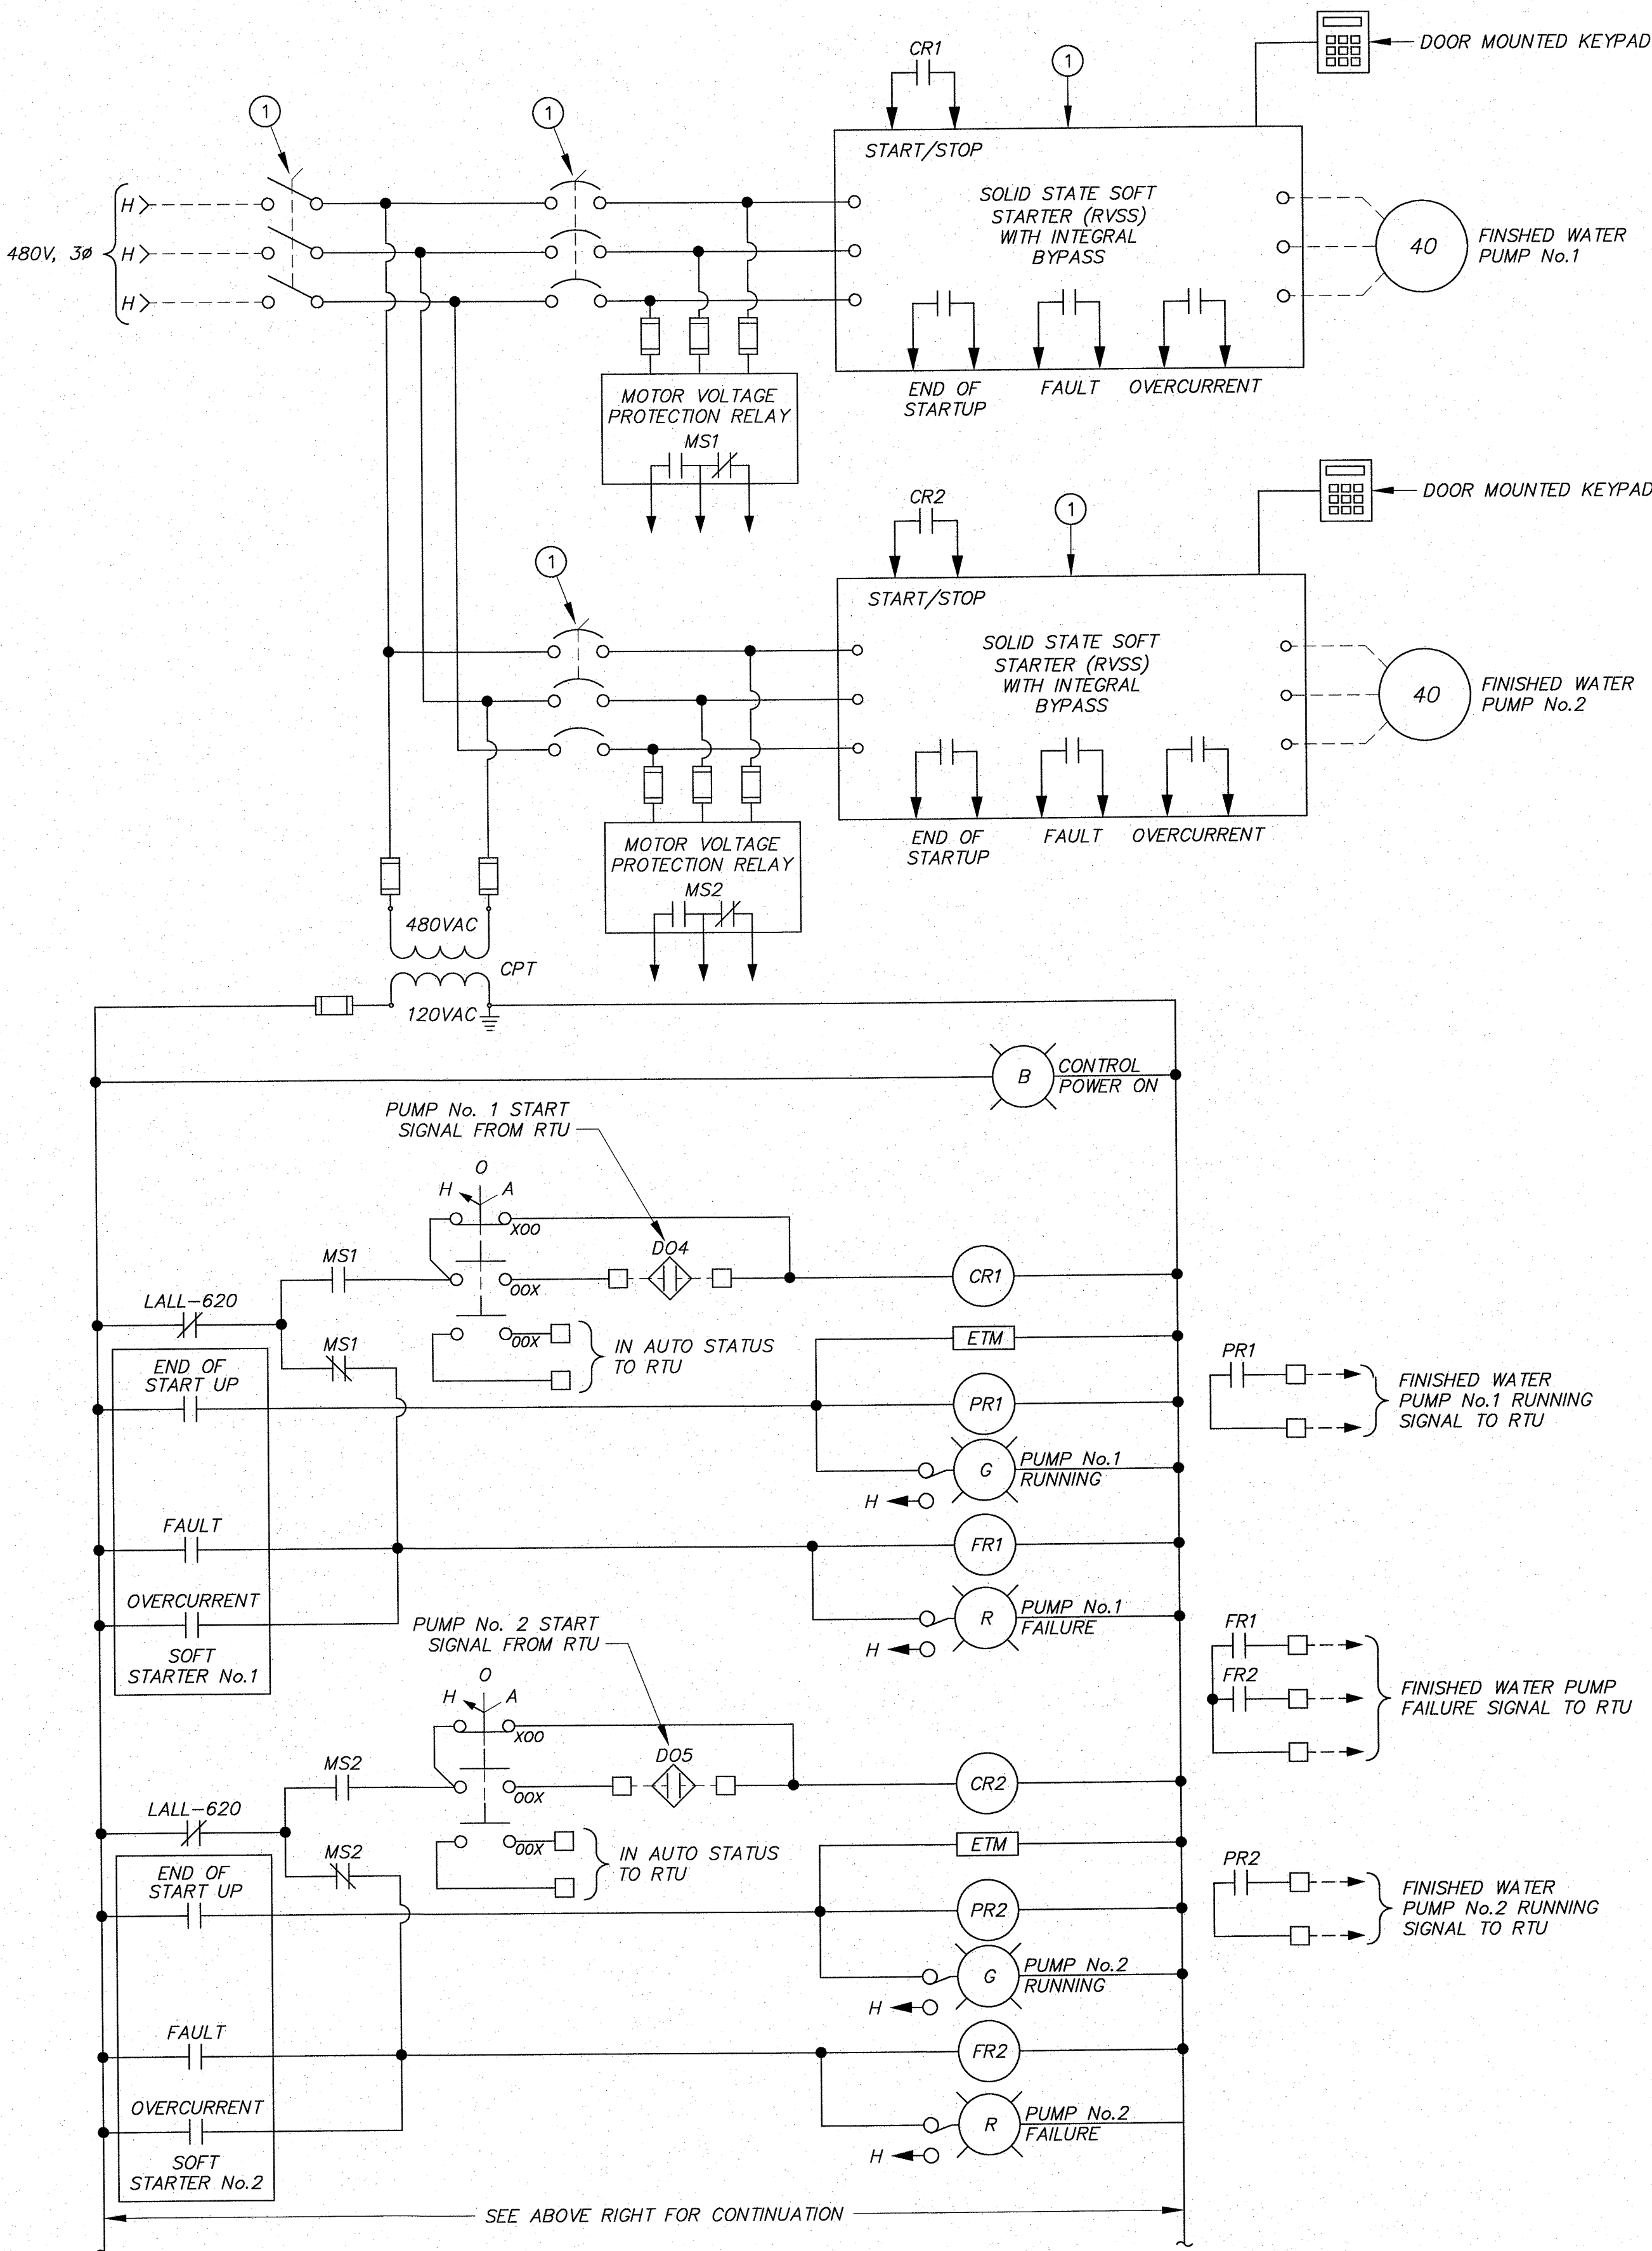 DOOR MOUNTED KEYPAD
CR1
1
1
1
START/STOP
SOLID STATE SOFT
STARTER (RVSS)
WITH INTEGRAL
BYPASS
480V, 3ø
H
H
H
40
FINSHED WATER
PUMP No.1
END OF
STARTUP
FAULT
OVERCURRENT
MOTOR VOLTAGE
PROTECTION RELAY
MS1
DOOR MOUNTED KEYPAD
CR2
1
1
START/STOP
SOLID STATE SOFT
STARTER (RVSS)
WITH INTEGRAL
BYPASS
40
FINISHED WATER
PUMP No.2
END OF
STARTUP
FAULT
OVERCURRENT
MOTOR VOLTAGE
PROTECTION RELAY
MS2
480VAC
CPT
120VAC
B
CONTROL
POWER ON
PUMP No. 1 START
SIGNAL FROM RTU
O
H
A
XOO
MS1
DO4
OOX
CR1
LALL-620
MS1
OOX
IN AUTO STATUS
TO RTU
ETM
END OF
START UP
PR1
PUMP No.1
RUNNING
G
H
PR1
FINISHED WATER
PUMP No.1 RUNNING
SIGNAL TO RTU
FAULT
FR1
OVERCURRENT
R
PUMP No.1
FAILURE
H
SOFT
STARTER No.1
PUMP No. 2 START
SIGNAL FROM RTU
FR1
FR2
FINISHED WATER PUMP
FAILURE SIGNAL TO RTU
O
H
A
XOO
MS2
DO5
OOX
CR2
LALL-620
MS2
OOX
IN AUTO STATUS
TO RTU
ETM
END OF
START UP
PR2
PUMP No.2
RUNNING
G
H
PR2
FINISHED WATER
PUMP No.2 RUNNING
SIGNAL TO RTU
FAULT
FR2
OVERCURRENT
R
PUMP No.2
FAILURE
H
SOFT
STARTER No.2
SEE ABOVE RIGHT FOR CONTINUATION